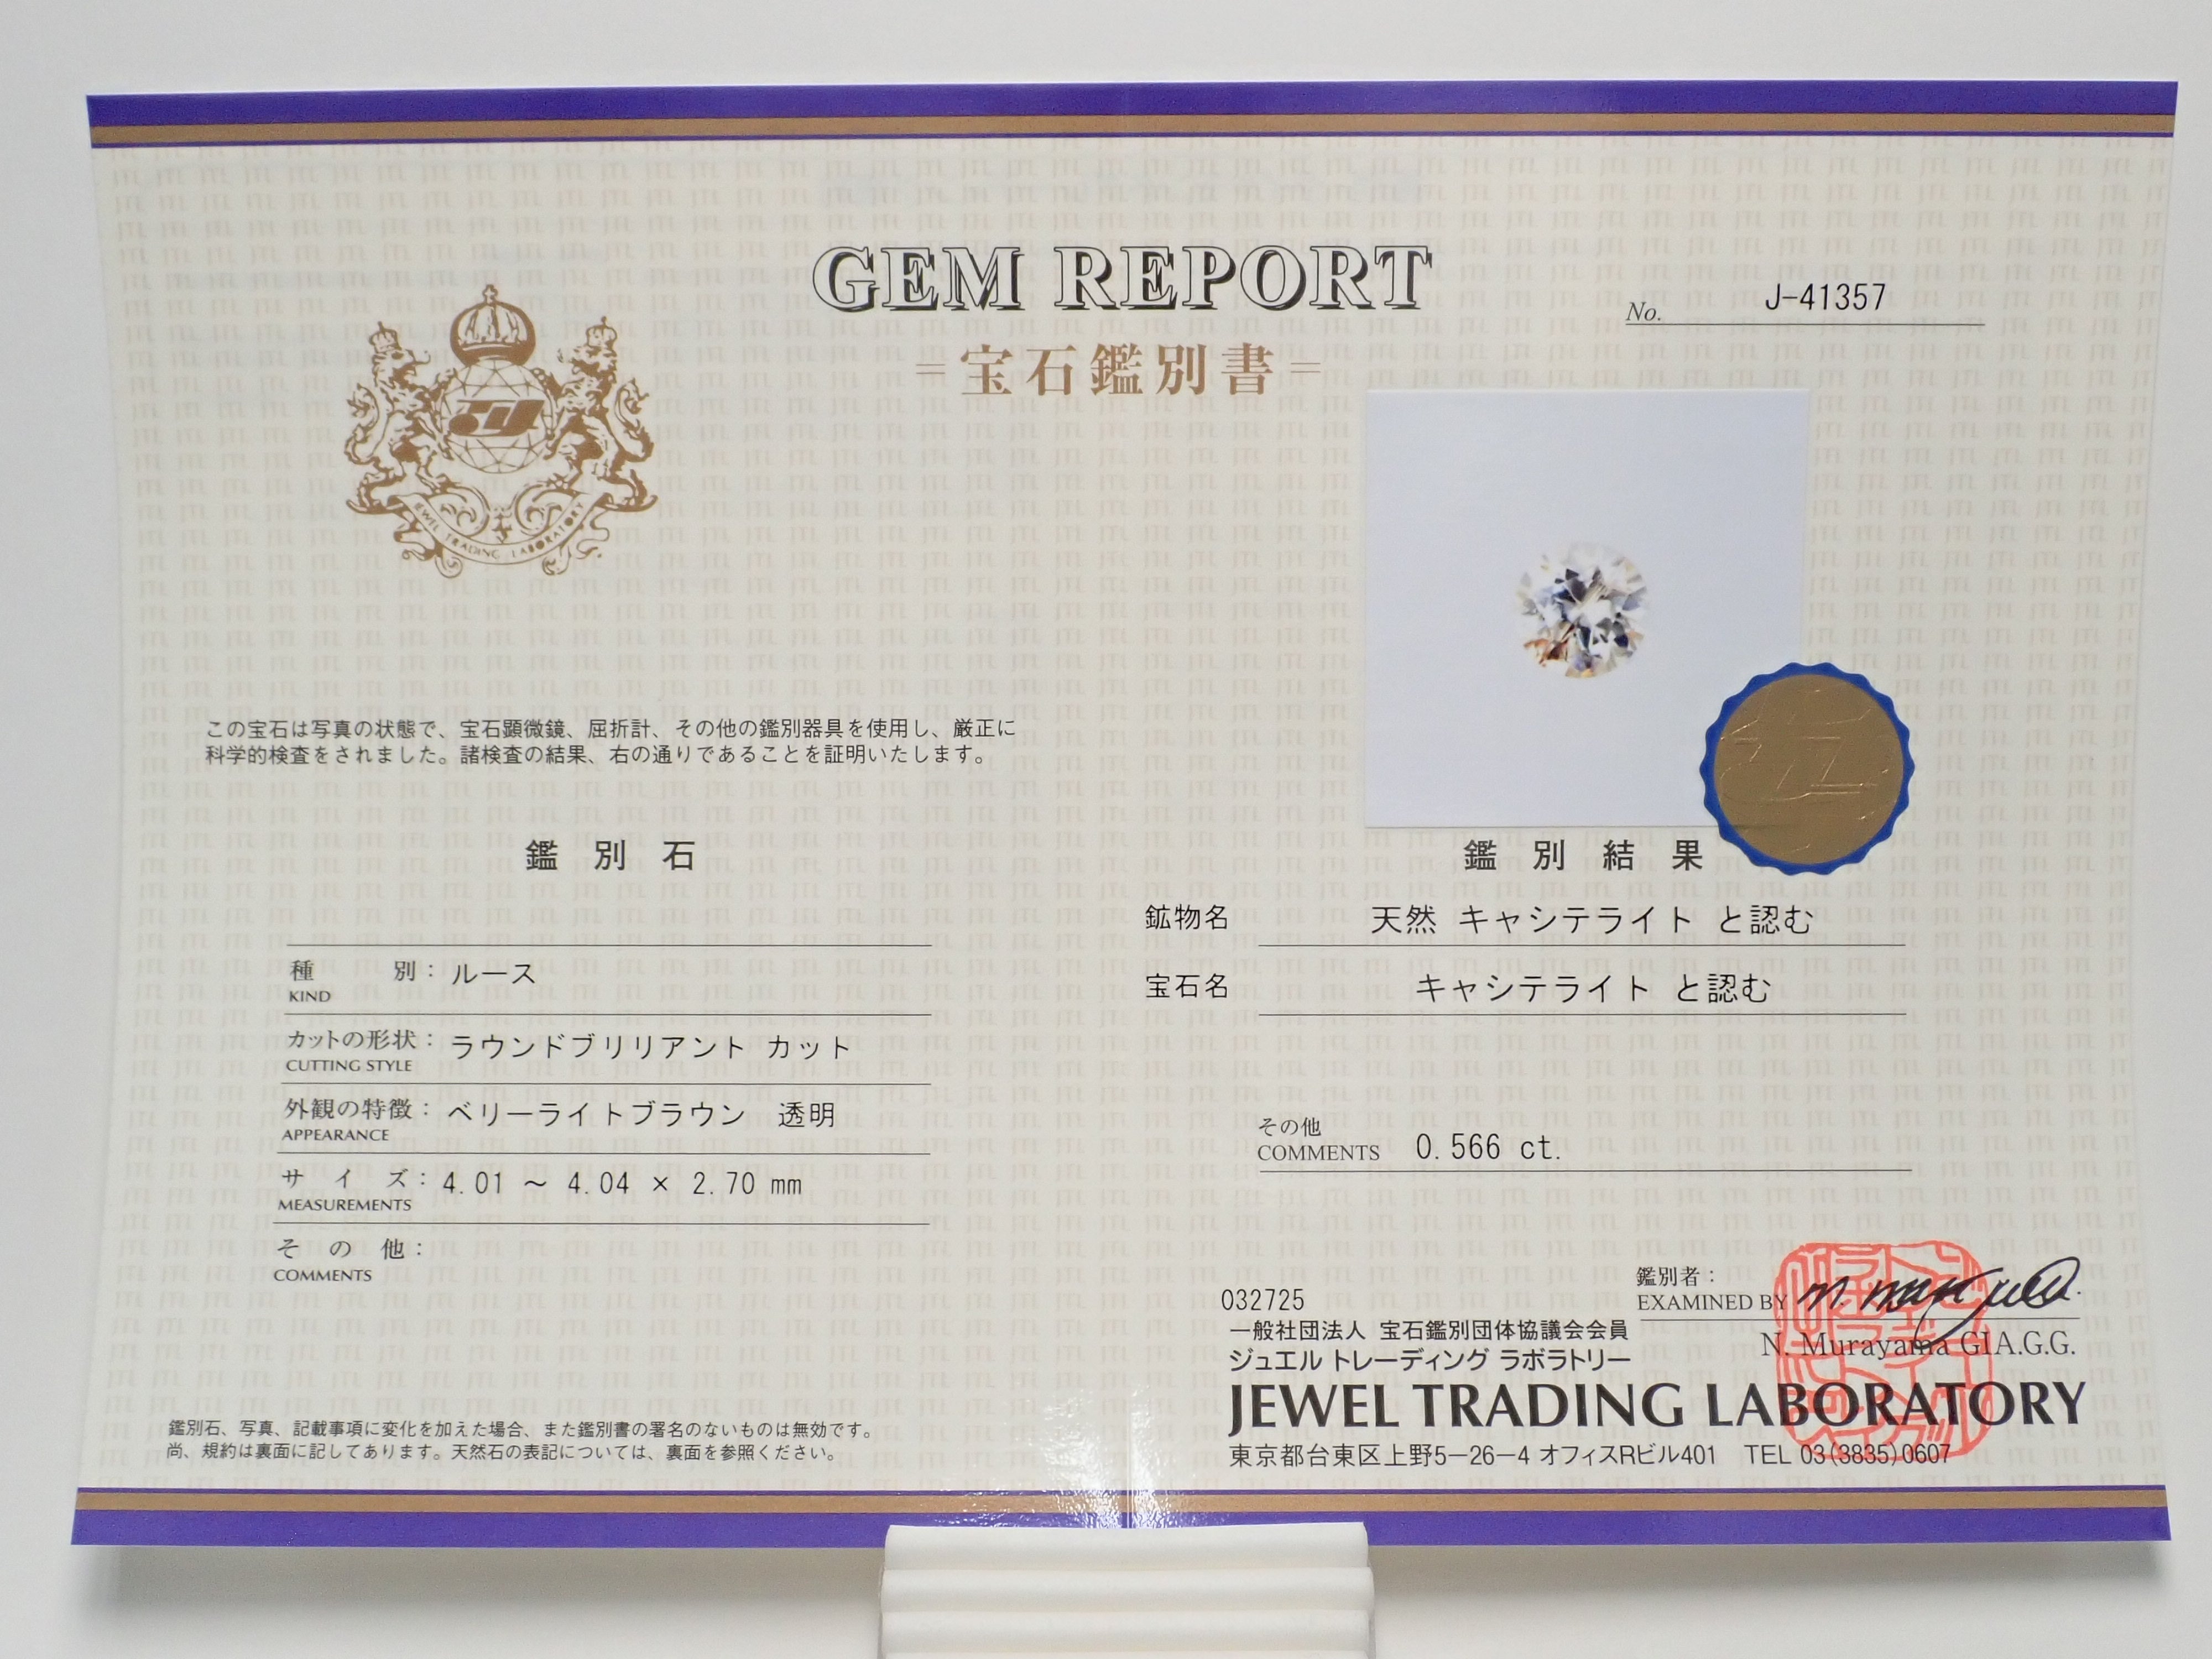 GEM REPORT
No. J-41357
=宝石鑑別書=
JEWEL TRADING LABORATORY
この宝石は写真の状態で、宝石顕微鏡、屈折計、その他の鑑別器具を使用し、厳正に
科学的検査をされました。諸検査の結果、右の通りであることを証明いたします。
鑑別石
種別: ルース
KIND
カットの形状: ラウンドブリリアント カット
CUTTING STYLE
外観の特徴: ベリーライトブラウン 透明
APPEARANCE
サイズ: 4.01 ～ 4.04 × 2.70 mm
MEASUREMENTS
その他:
COMMENTS
鑑別石、写真、記載事項に変化を加えた場合、また鑑別書の署名のないものは無効です。
尚、規約は裏面に記してあります。天然石の表記については、裏面を参照ください。
鑑別結果
鉱物名 天然 キャシテライト と認む
宝石名 キャシテライト と認む
その他
COMMENTS 0.566 ct.
鑑別者:
EXAMINED BY
N. Murayama GIA.G.G.
032725
一般社団法人 宝石鑑別団体協議会会員
ジュエル トレーディング ラボラトリー
JEWEL TRADING LABORATORY
東京都台東区上野5－26－4 オフィスRビル401 TEL 03(3835)0607